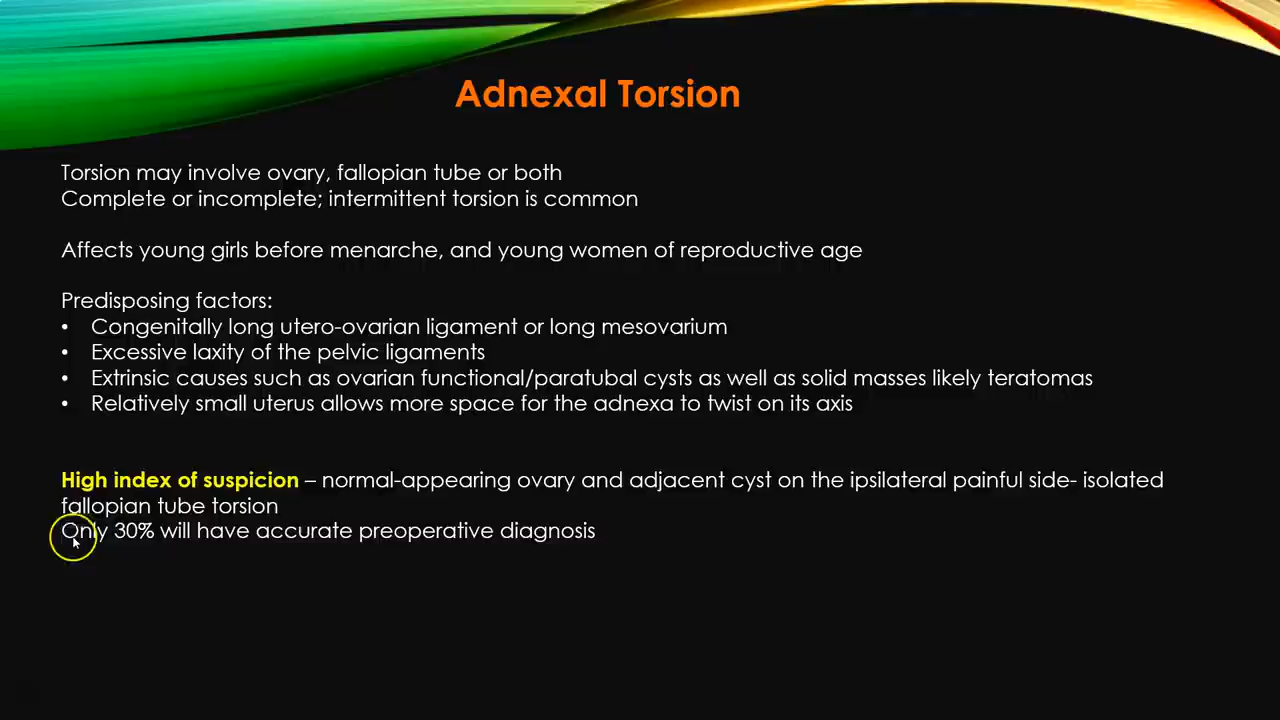 Adnexal Torsion
Torsion may involve ovary, fallopian tube or both
Complete or incomplete; intermittent torsion is common
Affects young girls before menarche, and young women of reproductive age
Predisposing factors:
• Congenitally long utero-ovarian ligament or long mesovarium
• Excessive laxity of the pelvic ligaments
• Extrinsic causes such as ovarian functional/paratubal cysts as well as solid masses likely teratomas
• Relatively small uterus allows more space for the adnexa to twist on its axis
High index of suspicion – normal-appearing ovary and adjacent cyst on the ipsilateral painful side- isolated
fallopian tube torsion
Only 30% will have accurate preoperative diagnosis